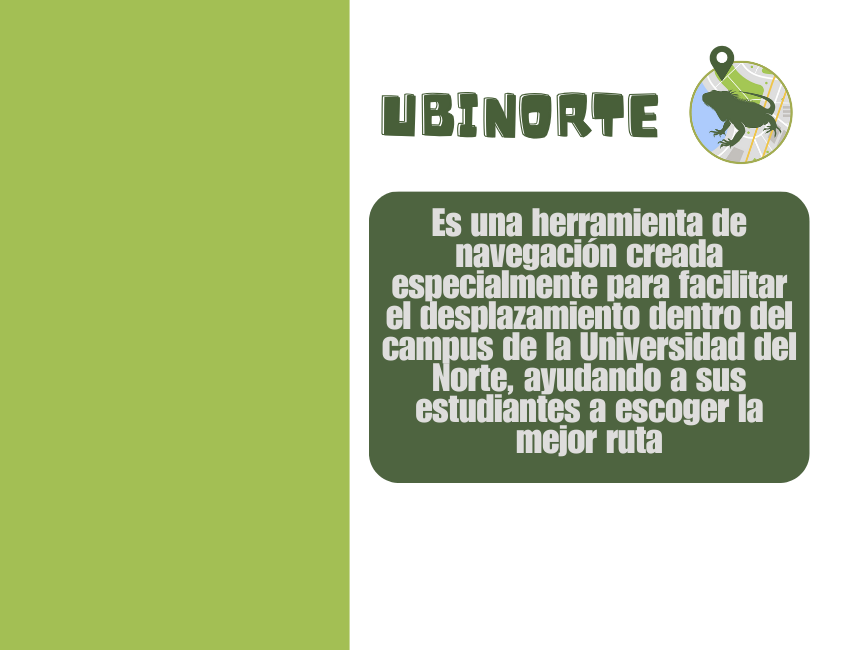 UBINORTE
Es una herramienta de
navegación creada
especialmente para facilitar
el desplazamiento dentro del
campus de la Universidad del
Norte, ayudando a sus
estudiantes a escoger la
mejor ruta